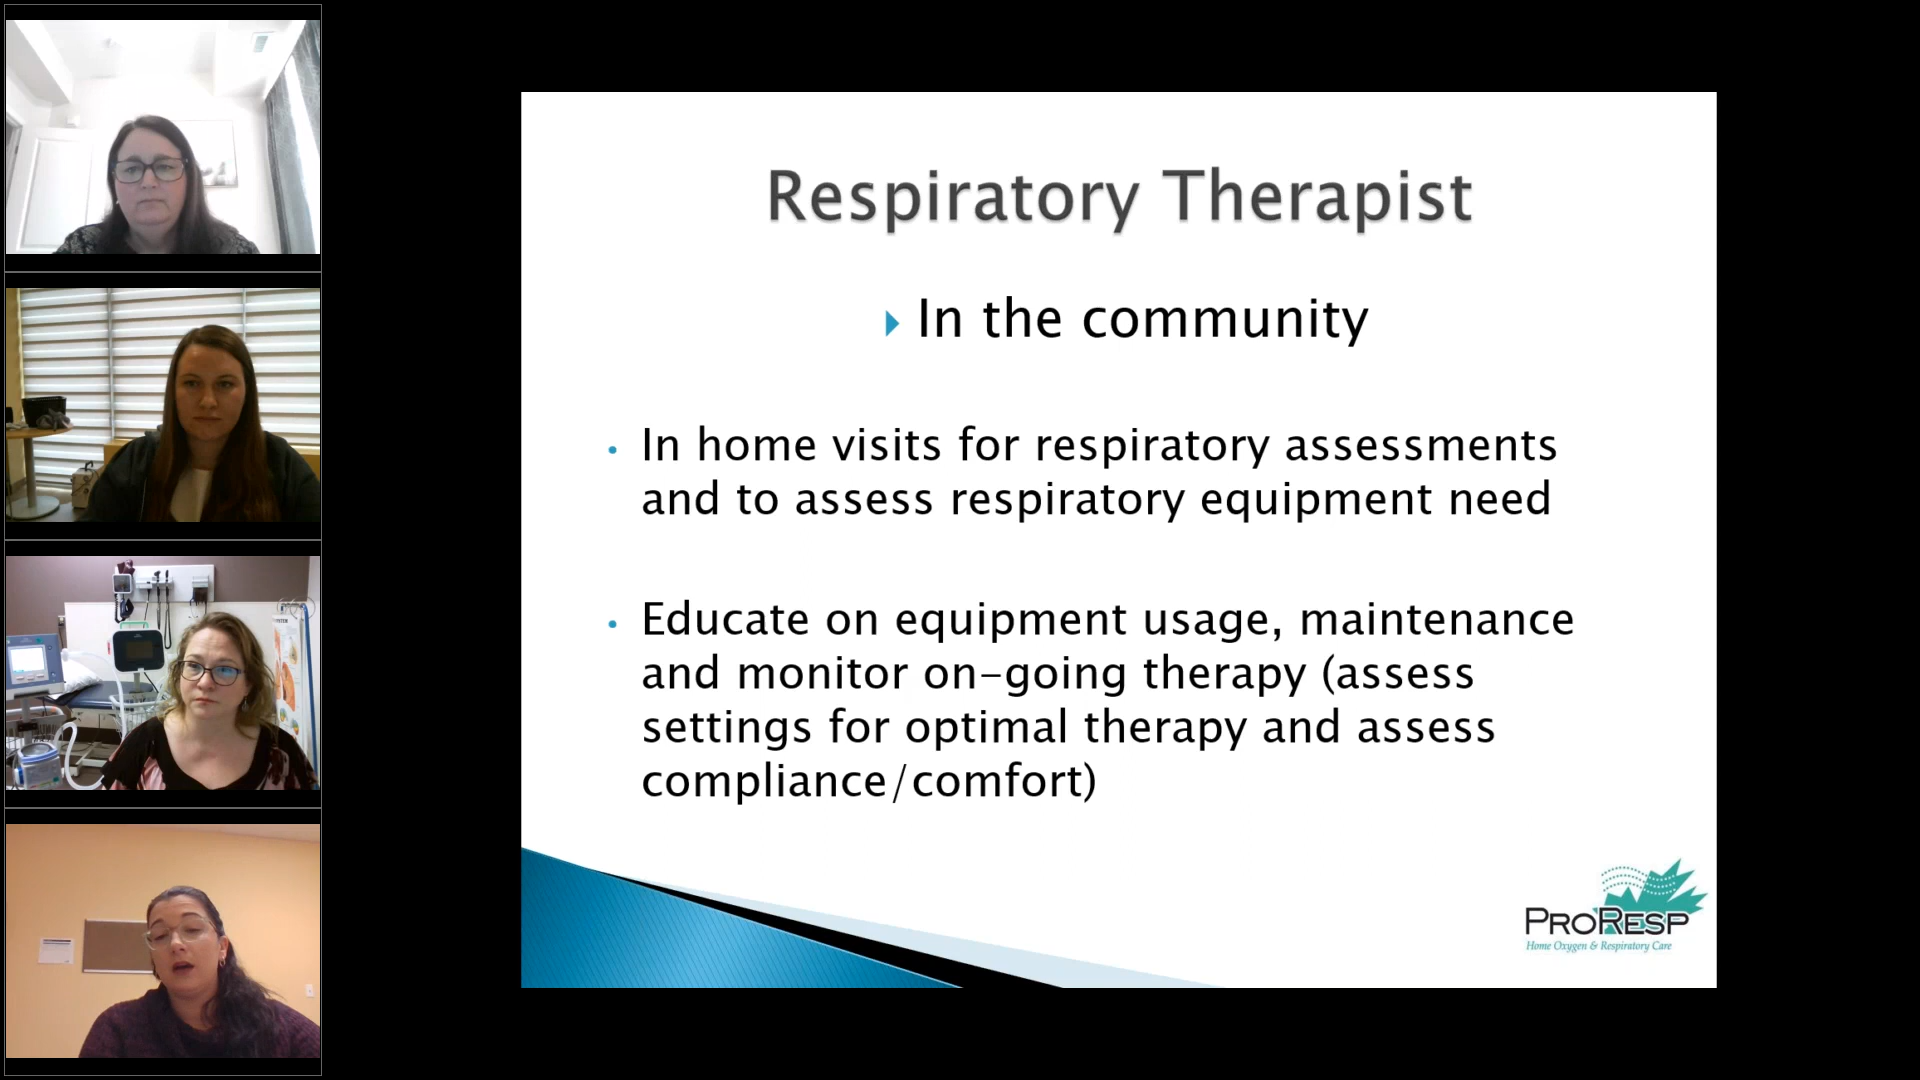 Respiratory Therapist
In the community
• In home visits for respiratory assessments
and to assess respiratory equipment need
• Educate on equipment usage, maintenance
and monitor on-going therapy (assess
settings for optimal therapy and assess
compliance/comfort)
PRORESP
Home Oxygen & Respiratory Care